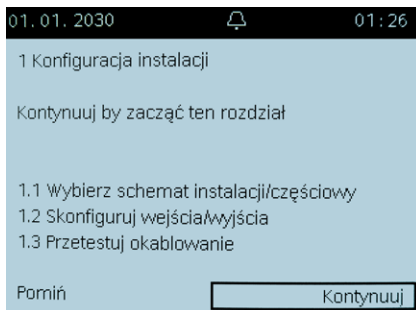 01.01.2030 01:26
1 Konfiguracja instalacji
Kontynuuj by zacząć ten rozdział
1.1 Wybierz schemat instalacji/częściowy
1.2 Skonfiguruj wejścia/wyjścia
1.3 Przetestuj okablowanie
Pomiń Kontynuuj